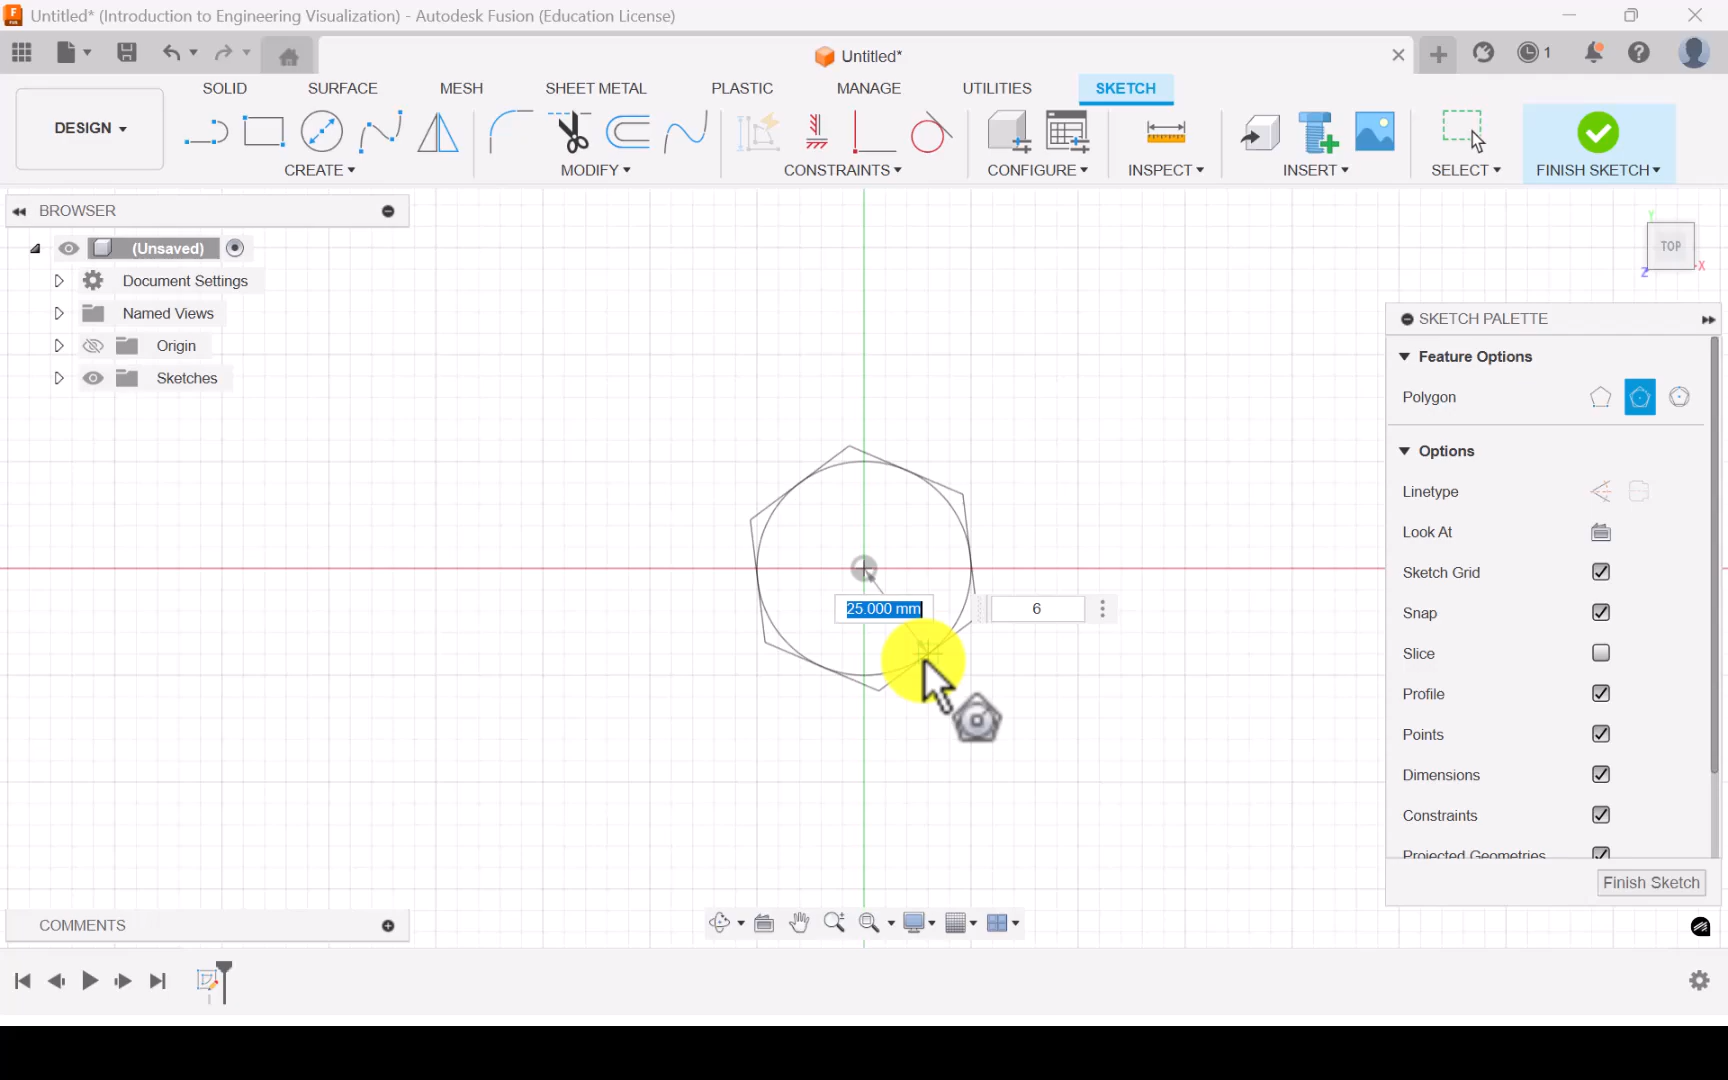 Untitled* (Introduction to Engineering Visualization) - Autodesk Fusion (Education License)
Untitled*
1
SOLID
SURFACE
MESH
SHEET METAL
PLASTIC
MANAGE
UTILITIES
SKETCH
DESIGN
CREATE
MODIFY
CONSTRAINTS
CONFIGURE
INSPECT
INSERT
SELECT
FINISH SKETCH
BROWSER
(Unsaved)
Document Settings
Named Views
Origin
Sketches
Y
TOP
X
Z
SKETCH PALETTE
Feature Options
Polygon
Options
Linetype
Look At
Sketch Grid
Snap
Slice
Profile
Points
Dimensions
Constraints
Projected Geometries
Finish Sketch
25.000 mm
6
COMMENTS